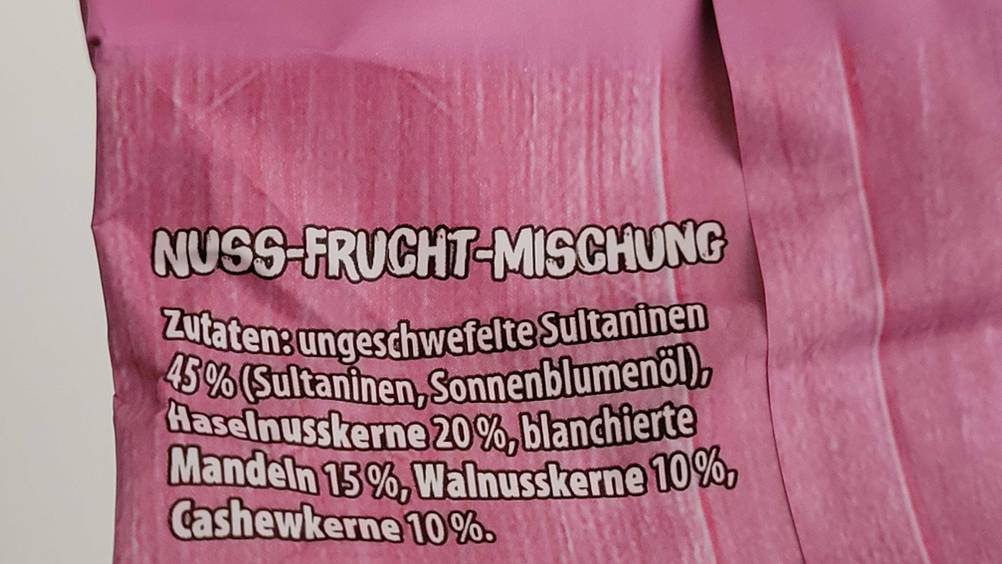 NUSS-FRUCHT-MISCHUNG
Zutaten: ungeschwefelte Sultaninen
45 % (Sultaninen, Sonnenblumenöl),
Haselnusskerne 20 %, blanchierte
Mandeln 15 %, Walnusskerne 10 %,
Cashewkerne 10 %.